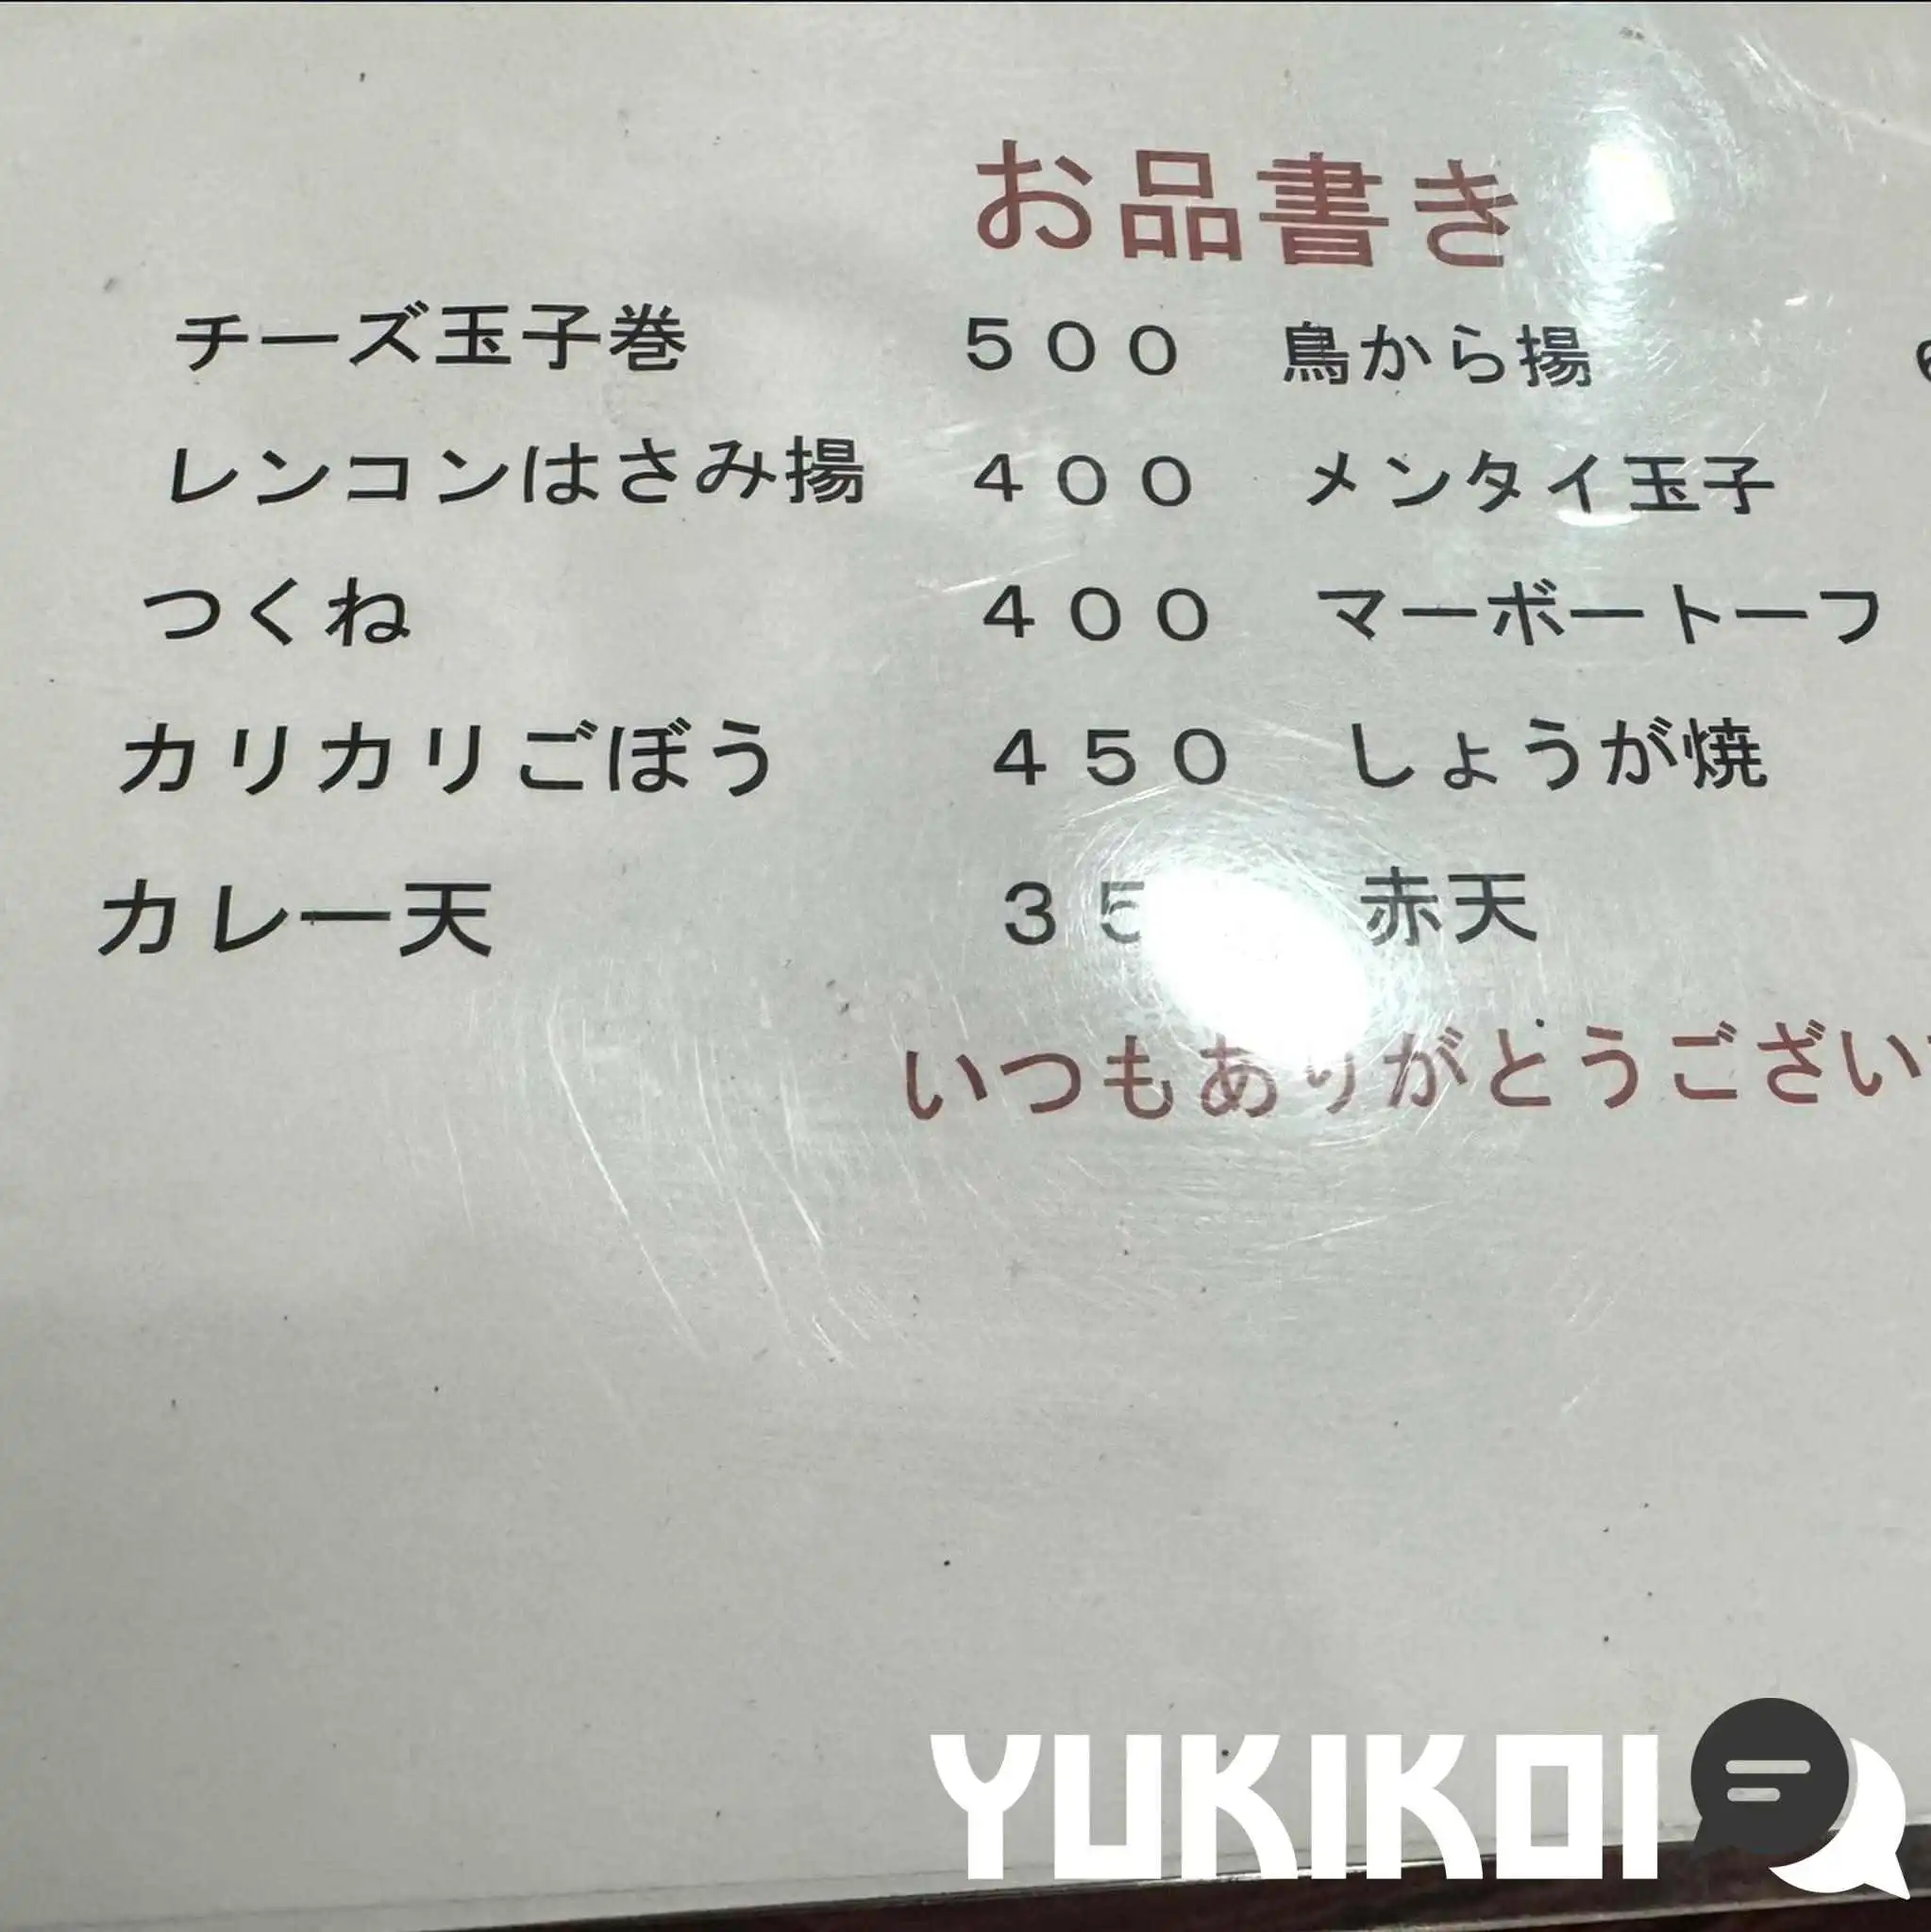 お品書き
チーズ玉子巻 ５００ 鳥から揚
レンコンはさみ揚 ４００ メンタイ玉子
つくね ４００ マーボートーフ
カリカリごぼう ４５０ しょうが焼
カレー天 ３５ 赤天
いつもありがとうござい
YUKIKOI